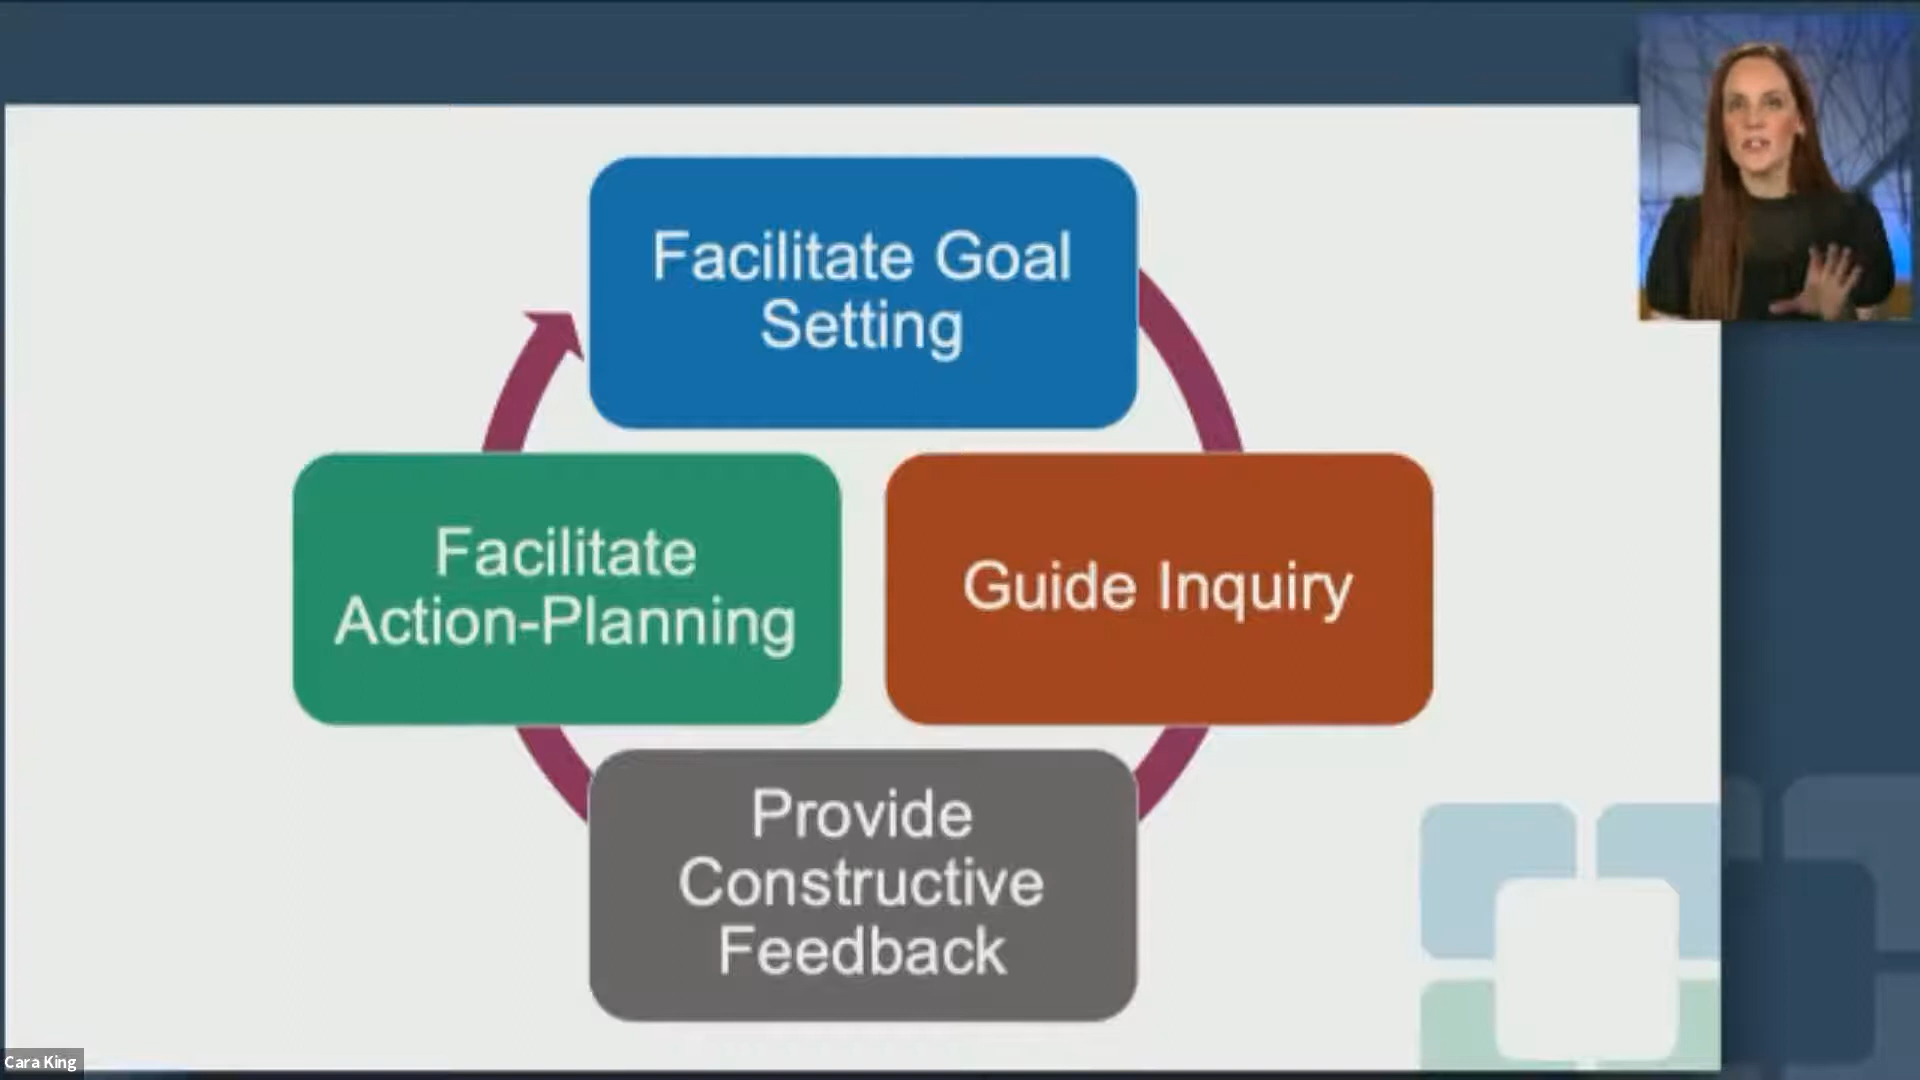 Facilitate Goal
Setting
Facilitate
Action-Planning
Guide Inquiry
Provide
Constructive
Feedback
Cara King